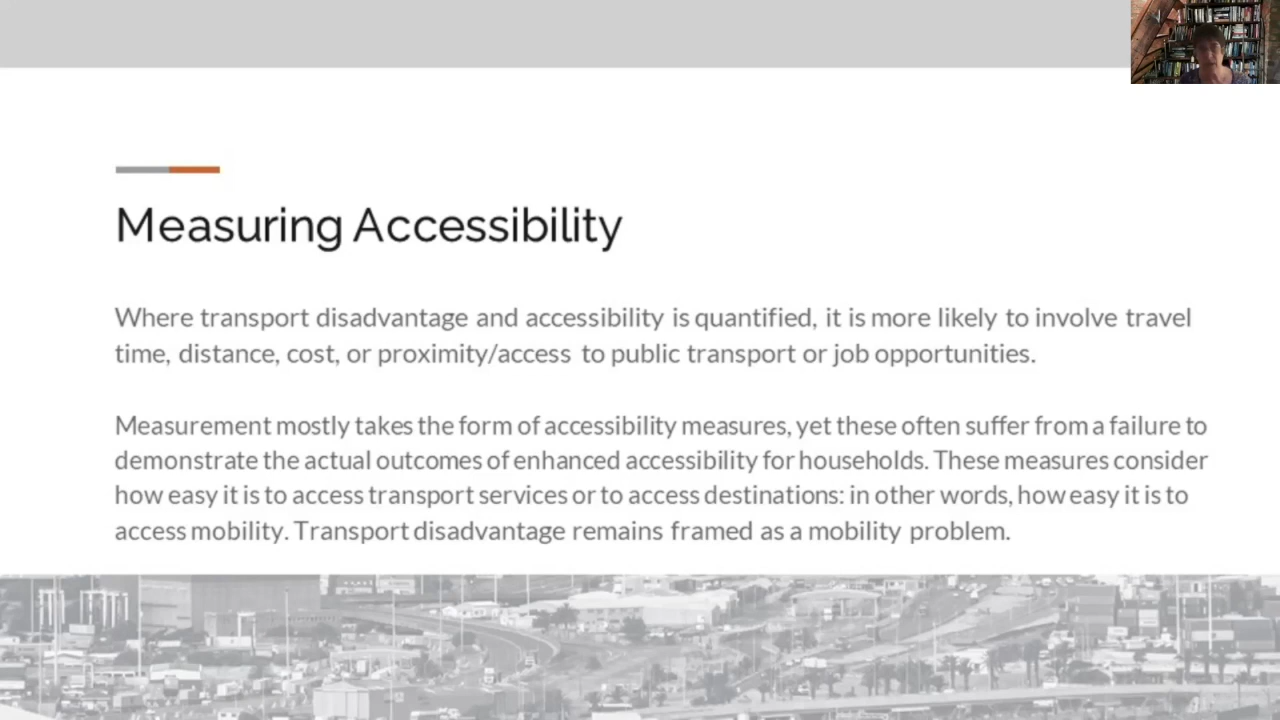 Measuring Accessibility
Where transport disadvantage and accessibility is quantified, it is more likely to involve travel
time, distance, cost, or proximity/access to public transport or job opportunities.
Measurement mostly takes the form of accessibility measures, yet these often suffer from a failure to
demonstrate the actual outcomes of enhanced accessibility for households. These measures consider
how easy it is to access transport services or to access destinations: in other words, how easy it is to
access mobility. Transport disadvantage remains framed as a mobility problem.